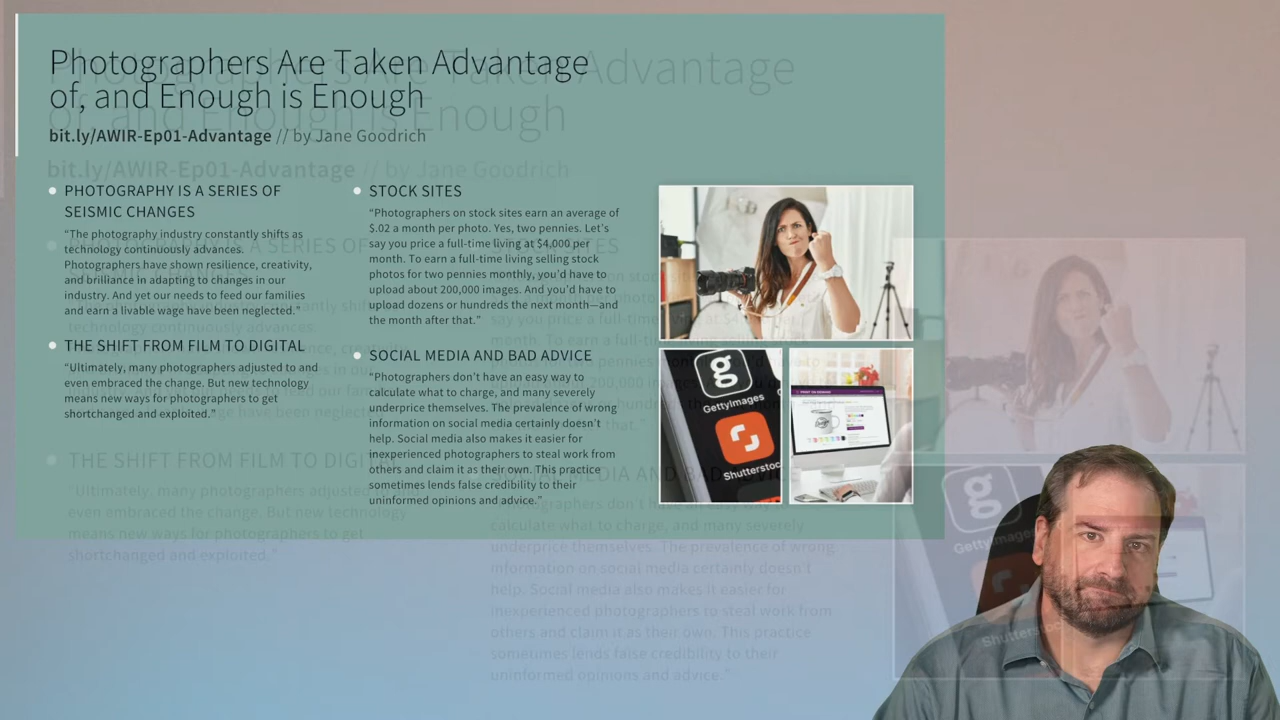 Photographers Are Taken Advantage
of, and Enough is Enough
bit.ly/AWIR-Ep01-Advantage // by Jane Goodrich
PHOTOGRAPHY IS A SERIES OF
SEISMIC CHANGES
“The photography industry constantly shifts as
technology continuously advances.
Photographers have shown resilience, creativity,
and brilliance in adapting to changes in our
industry. And yet our needs to feed our families
and earn a livable wage have been neglected.”
THE SHIFT FROM FILM TO DIGITAL
“Ultimately, many photographers adjusted to and
even embraced the change. But new technology
means new ways for photographers to get
shortchanged and exploited.”
STOCK SITES
“Photographers on stock sites earn an average of
$.02 a month per photo. Yes, two pennies. Let’s
say you price a full-time living at $4,000 per
month. To earn a full-time living selling stock
photos for two pennies monthly, you’d have to
upload about 200,000 images. And you’d have to
upload dozens or hundreds the next month—and
the month after that.”
SOCIAL MEDIA AND BAD ADVICE
“Photographers don’t have an easy way to
calculate what to charge, and many severely
underprice themselves. The prevalence of wrong
information on social media certainly doesn’t
help. Social media also makes it easier for
inexperienced photographers to steal work from
others and claim it as their own. This practice
sometimes lends false credibility to their
uninformed opinions and advice.”
GettyImages
Shutterstoc
PRINT ON DEMAND